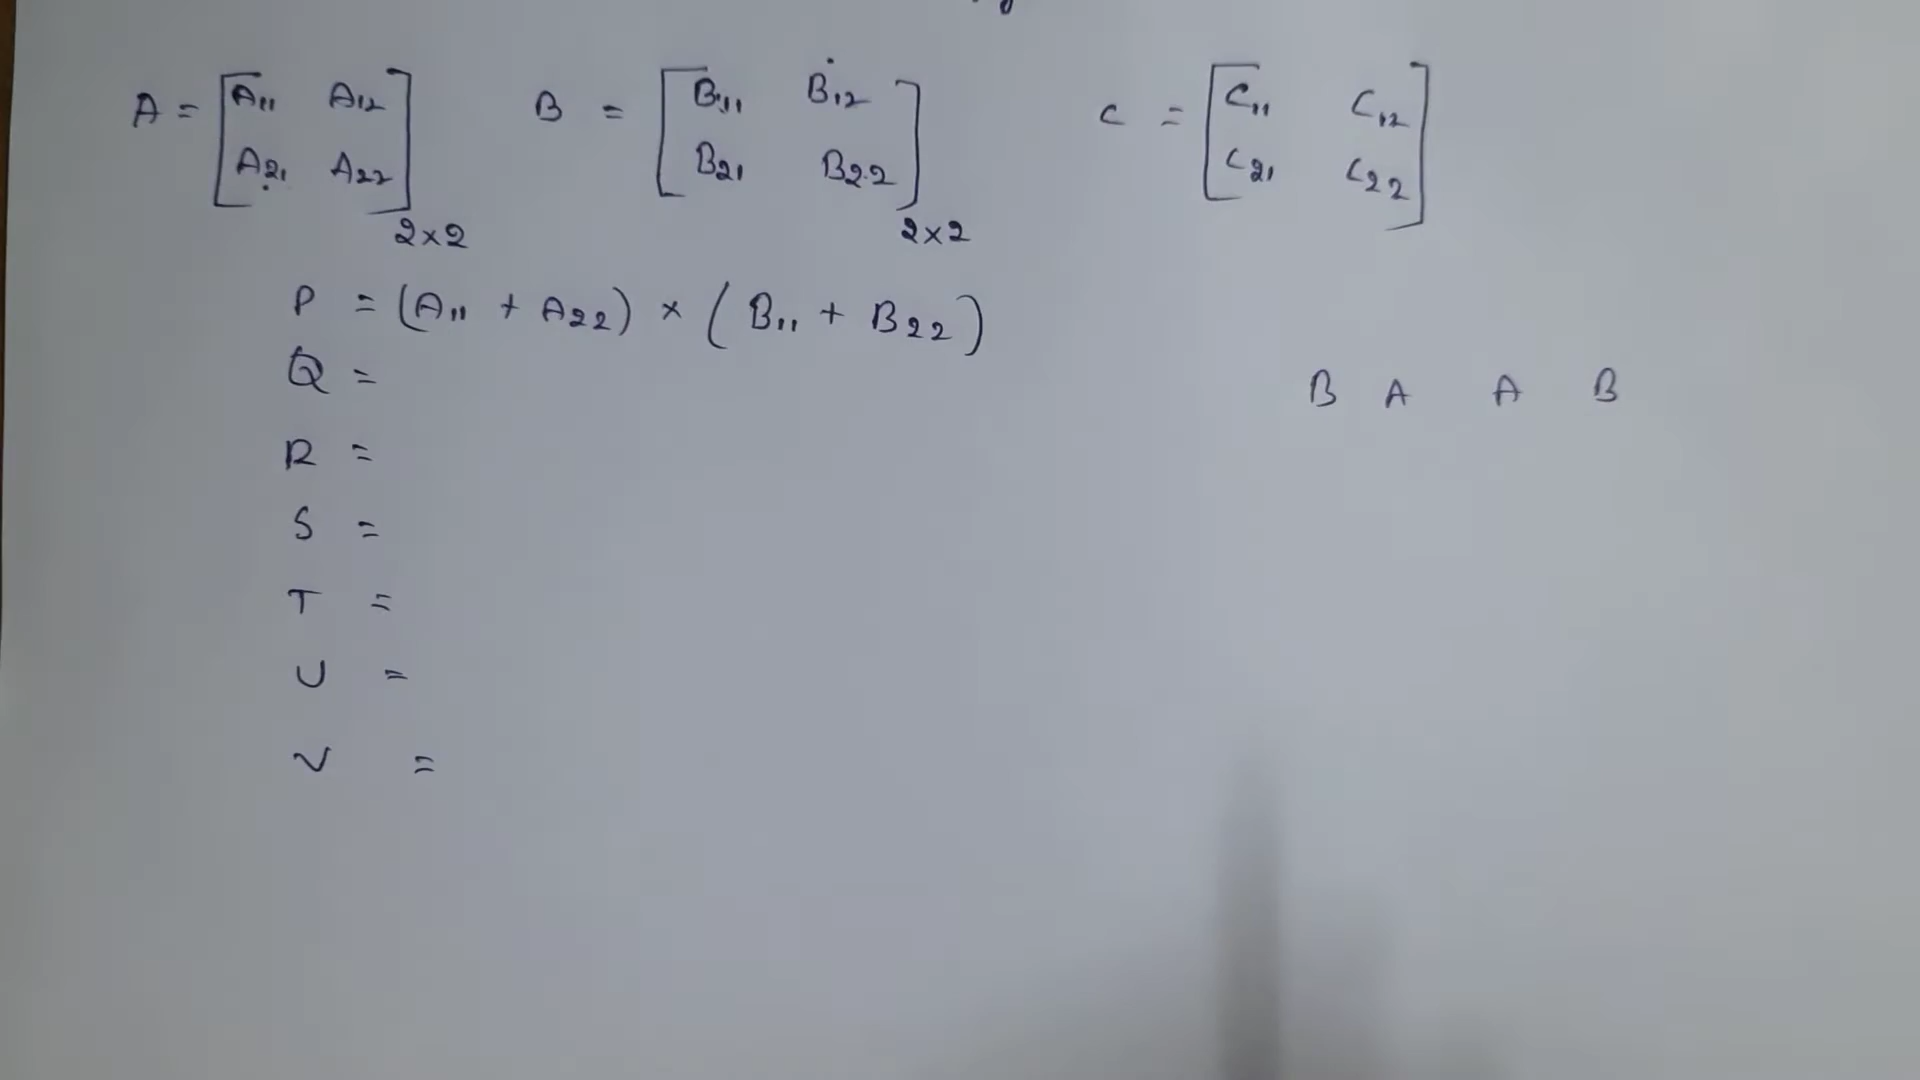 A = [A11 A12
A21 A22] 2×2
B = [B11 B12
B21 B22] 2×2
C = [C11 C12
C21 C22]
P = (A11 + A22) × (B11 + B22)
Q =
B A A B
R =
S =
T =
U =
V =